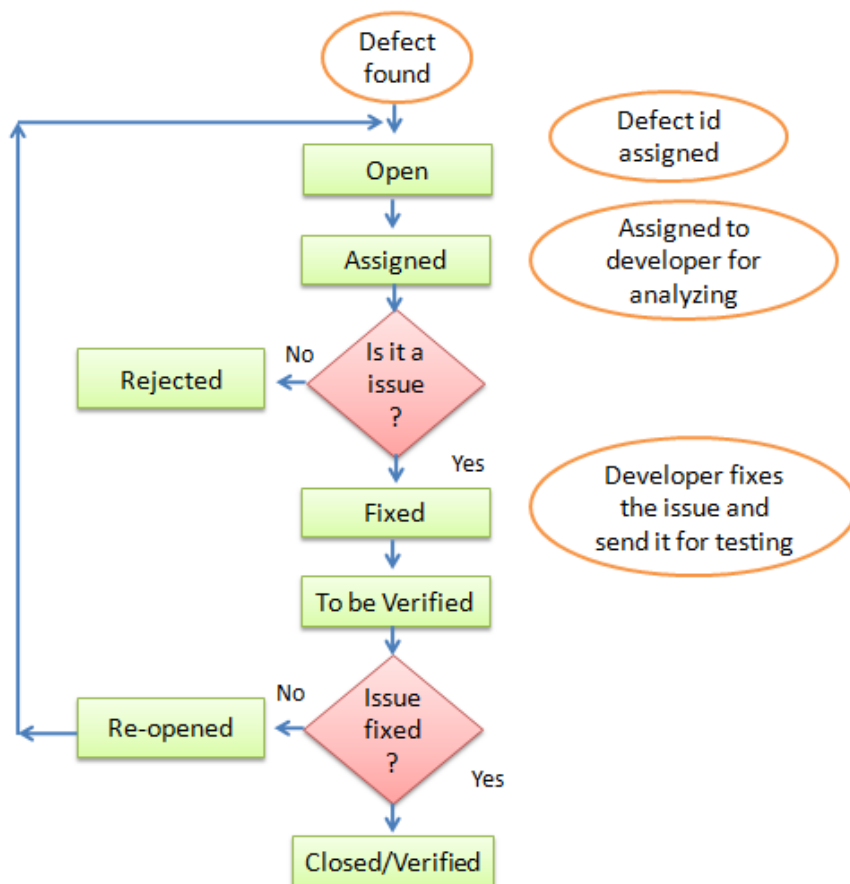 Defect
found
Defect id
assigned
Open
Assigned to
developer for
analyzing
Assigned
Is it a
issue
?
No
Rejected
Yes
Developer fixes
the issue and
send it for testing
Fixed
To be Verified
Issue
fixed
?
No
Re-opened
Yes
Closed/Verified